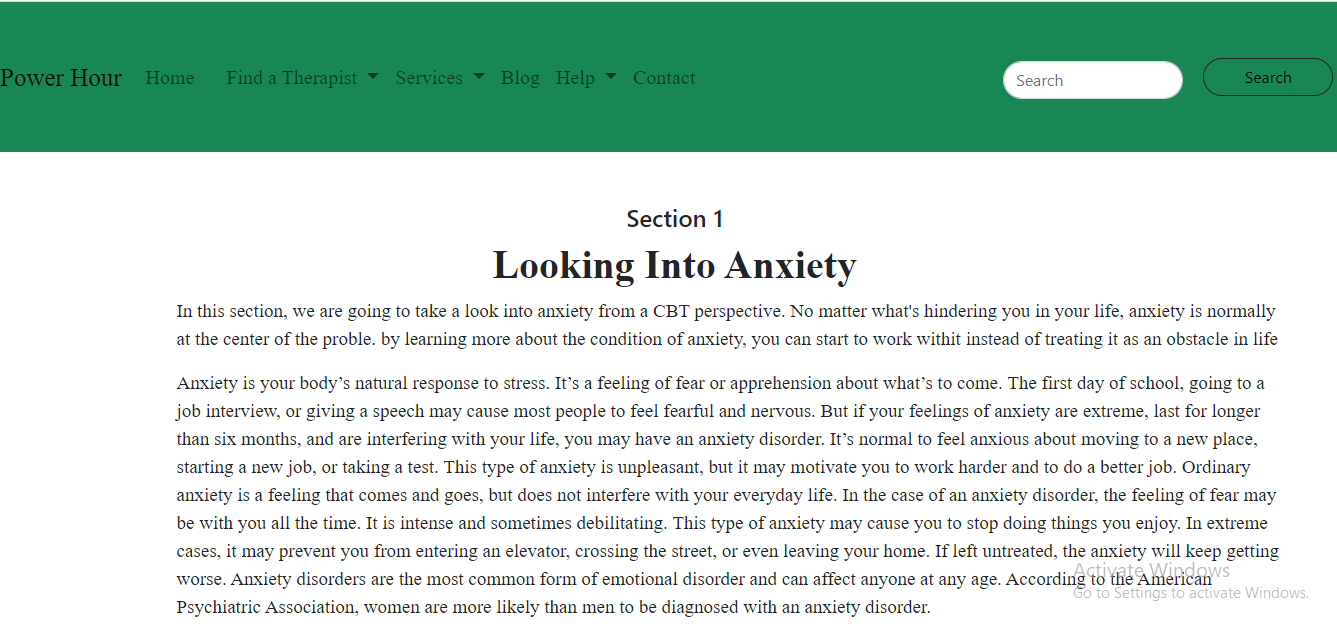 Power Hour Home Find a Therapist Services Blog Help Contact Search Search
Section 1
Looking Into Anxiety
In this section, we are going to take a look into anxiety from a CBT perspective. No matter what's hindering you in your life, anxiety is normally
at the center of the proble. by learning more about the condition of anxiety, you can start to work withit instead of treating it as an obstacle in life
Anxiety is your body’s natural response to stress. It’s a feeling of fear or apprehension about what’s to come. The first day of school, going to a
job interview, or giving a speech may cause most people to feel fearful and nervous. But if your feelings of anxiety are extreme, last for longer
than six months, and are interfering with your life, you may have an anxiety disorder. It’s normal to feel anxious about moving to a new place,
starting a new job, or taking a test. This type of anxiety is unpleasant, but it may motivate you to work harder and to do a better job. Ordinary
anxiety is a feeling that comes and goes, but does not interfere with your everyday life. In the case of an anxiety disorder, the feeling of fear may
be with you all the time. It is intense and sometimes debilitating. This type of anxiety may cause you to stop doing things you enjoy. In extreme
cases, it may prevent you from entering an elevator, crossing the street, or even leaving your home. If left untreated, the anxiety will keep getting
worse. Anxiety disorders are the most common form of emotional disorder and can affect anyone at any age. According to the American
Psychiatric Association, women are more likely than men to be diagnosed with an anxiety disorder.
Activate Windows
Go to Settings to activate Windows.